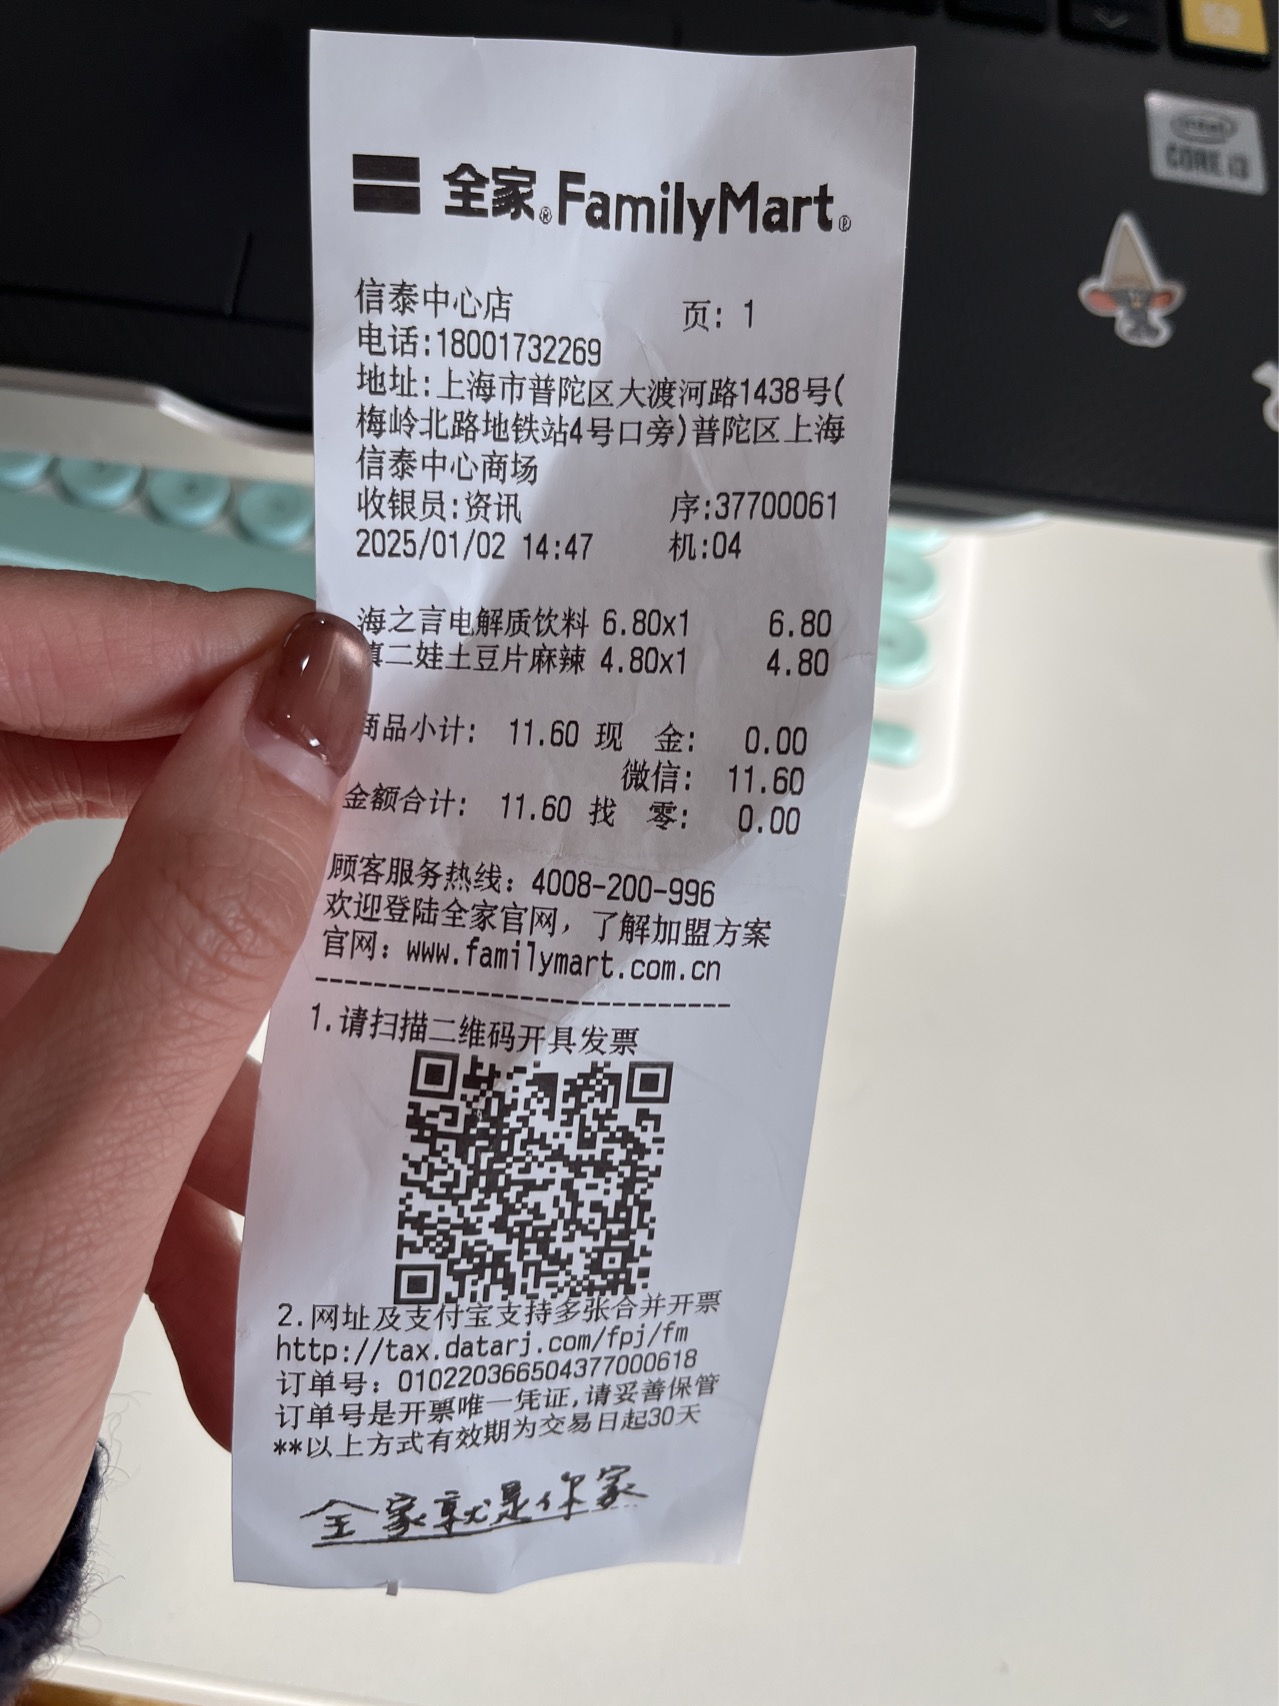 全家®FamilyMart®
信泰中心店 页: 1
电话:18001732269
地址:上海市普陀区大渡河路1438号(
梅岭北路地铁站4号口旁)普陀区上海
信泰中心商场
收银员:资讯 序:37700061
2025/01/02 14:47 机:04
海之言电解质饮料 6.80x1 6.80
二娃土豆片麻辣 4.80x1 4.80
商品小计: 11.60 现 金: 0.00
微信: 11.60
金额合计: 11.60 找 零: 0.00
顾客服务热线: 4008-200-996
欢迎登陆全家官网, 了解加盟方案
官网: www.familymart.com.cn
------------------------------
1.请扫描二维码开具发票
2.网址及支付宝支持多张合并开票
http://tax.datarj.com/fpj/fm
订单号: 010220366504377000618
订单号是开票唯一凭证,请妥善保管
**以上方式有效期为交易日起30天
全家就是你家
intel
CORE i3